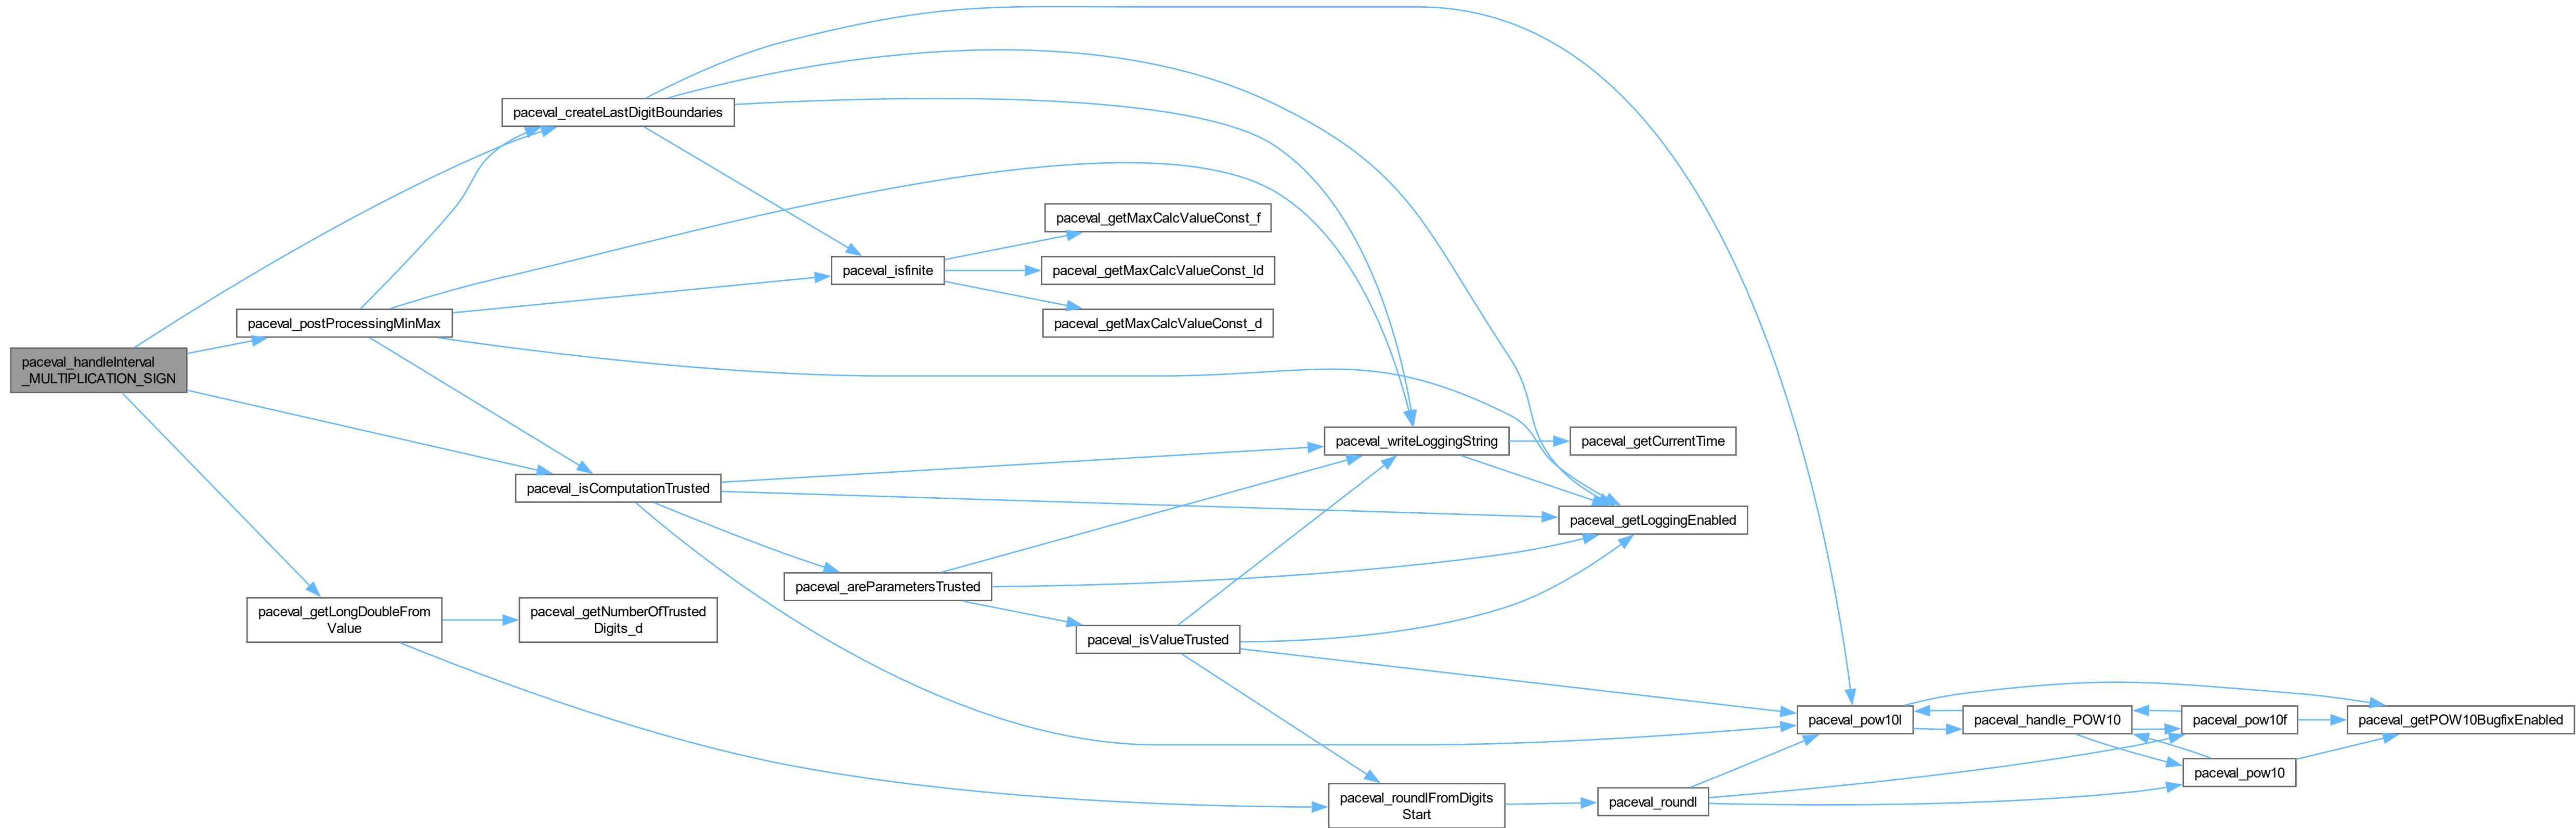 paceval_createLastDigitBoundaries
paceval_getMaxCalcValueConst_f
paceval_isfinite
paceval_getMaxCalcValueConst_ld
paceval_postProcessingMinMax
paceval_getMaxCalcValueConst_d
paceval_handleInterval
_MULTIPLICATION_SIGN
paceval_writeLoggingString
paceval_getCurrentTime
paceval_isComputationTrusted
paceval_getLoggingEnabled
paceval_areParametersTrusted
paceval_getLongDoubleFrom
Value
paceval_getNumberOfTrusted
Digits_d
paceval_isValueTrusted
paceval_pow10l
paceval_handle_POW10
paceval_pow10f
paceval_getPOW10BugfixEnabled
paceval_pow10
paceval_roundlFromDigits
Start
paceval_roundl